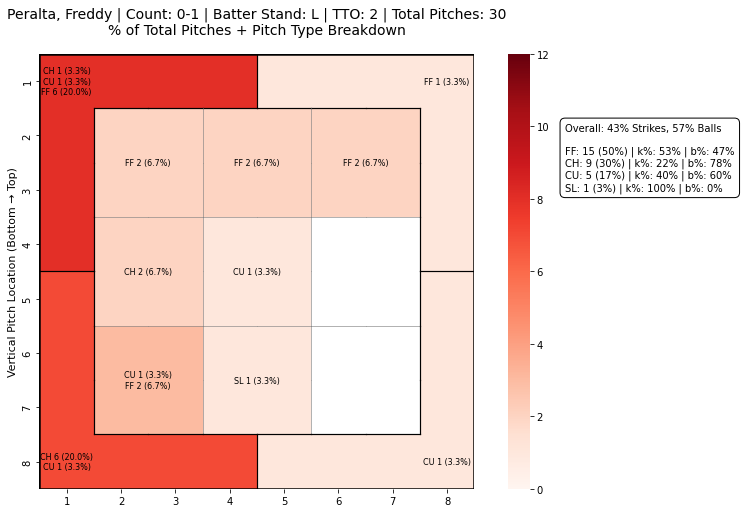 Peralta, Freddy | Count: 0-1 | Batter Stand: L | TTO: 2 | Total Pitches: 30
% of Total Pitches + Pitch Type Breakdown
CH 1 (3.3%)
CU 1 (3.3%)
FF 6 (20.0%)
FF 1 (3.3%)
FF 2 (6.7%)
FF 2 (6.7%)
FF 2 (6.7%)
CH 2 (6.7%)
CU 1 (3.3%)
CU 1 (3.3%)
FF 2 (6.7%)
SL 1 (3.3%)
CH 6 (20.0%)
CU 1 (3.3%)
CU 1 (3.3%)
Vertical Pitch Location (Bottom → Top)
1
2
3
4
5
6
7
8
1
2
3
4
5
6
7
8
12
10
8
6
4
2
0
Overall: 43% Strikes, 57% Balls
FF: 15 (50%) | k%: 53% | b%: 47%
CH: 9 (30%) | k%: 22% | b%: 78%
CU: 5 (17%) | k%: 40% | b%: 60%
SL: 1 (3%) | k%: 100% | b%: 0%